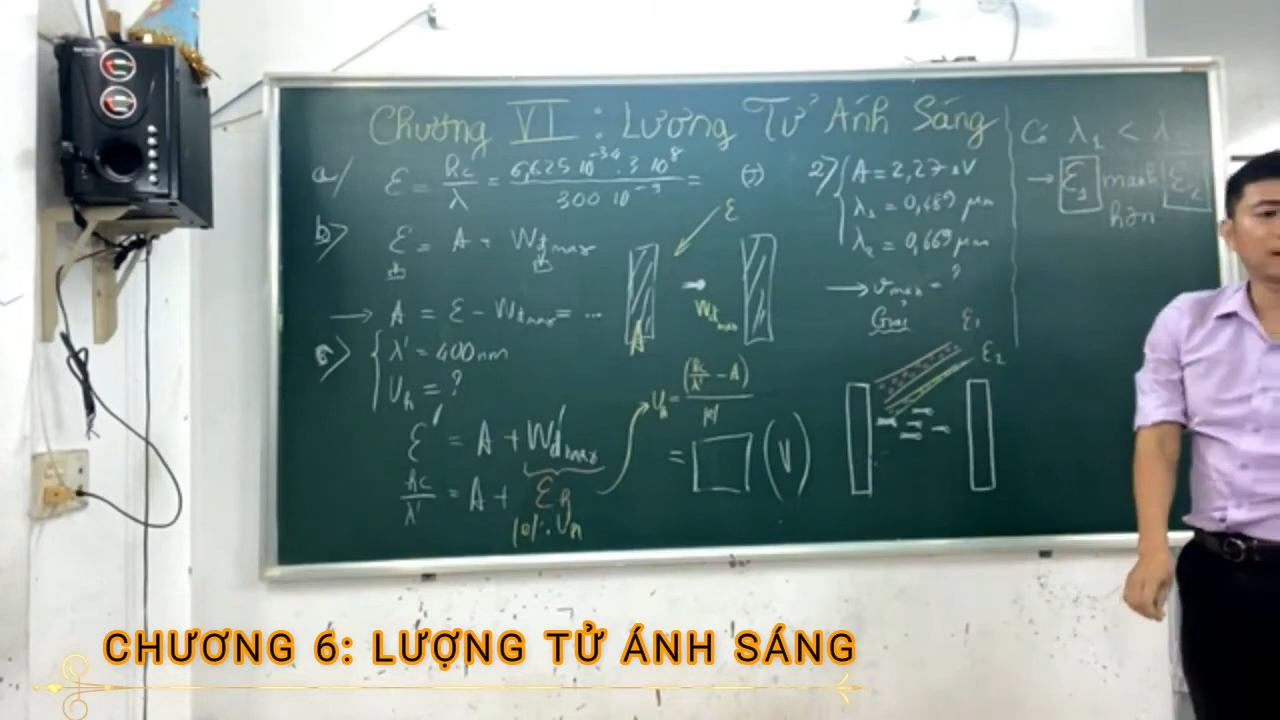 Chương VI : Lượng Tử Ánh Sáng
a/ ε = hc/λ = 6,625 10^-34 . 3 10^8 / 300 10^-9 = (J)
b) ε = A + Wđmax
→ A = ε - Wđmax = ...
c) { λ' = 400nm
Uh = ?
ε' = A + W'đmax
hc/λ' = A + εh
|e|. Uh
ε
A
Wđmax
Uh = (hc/λ' - A) / |e|
= (V)
2) { A = 2,27 eV
λ1 = 0,489 μm
λ2 = 0,669 μm
→ vmax = ?
Giải
ε1
ε2
Có λ1 < λ
→ ε1 mạnh ε2
hơn
CHƯƠNG 6: LƯỢNG TỬ ÁNH SÁNG